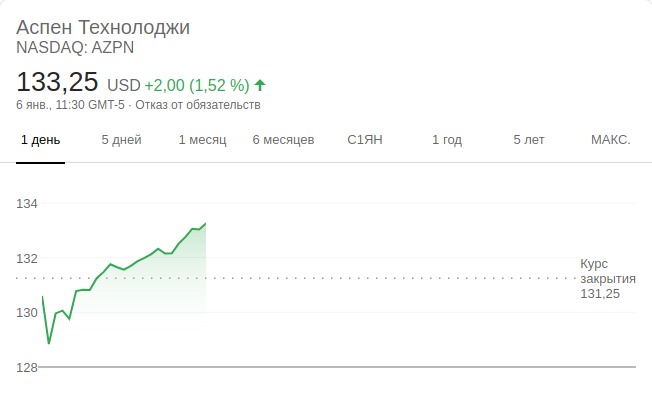 Аспен Технолоджи
NASDAQ: AZPN
133,25 USD +2,00 (1,52 %)
6 янв., 11:30 GMT-5 · Отказ от обязательств
1 день 5 дней 1 месяц 6 месяцев С1ЯН 1 год 5 лет МАКС.
134
132
Курс
закрытия
131,25
130
128